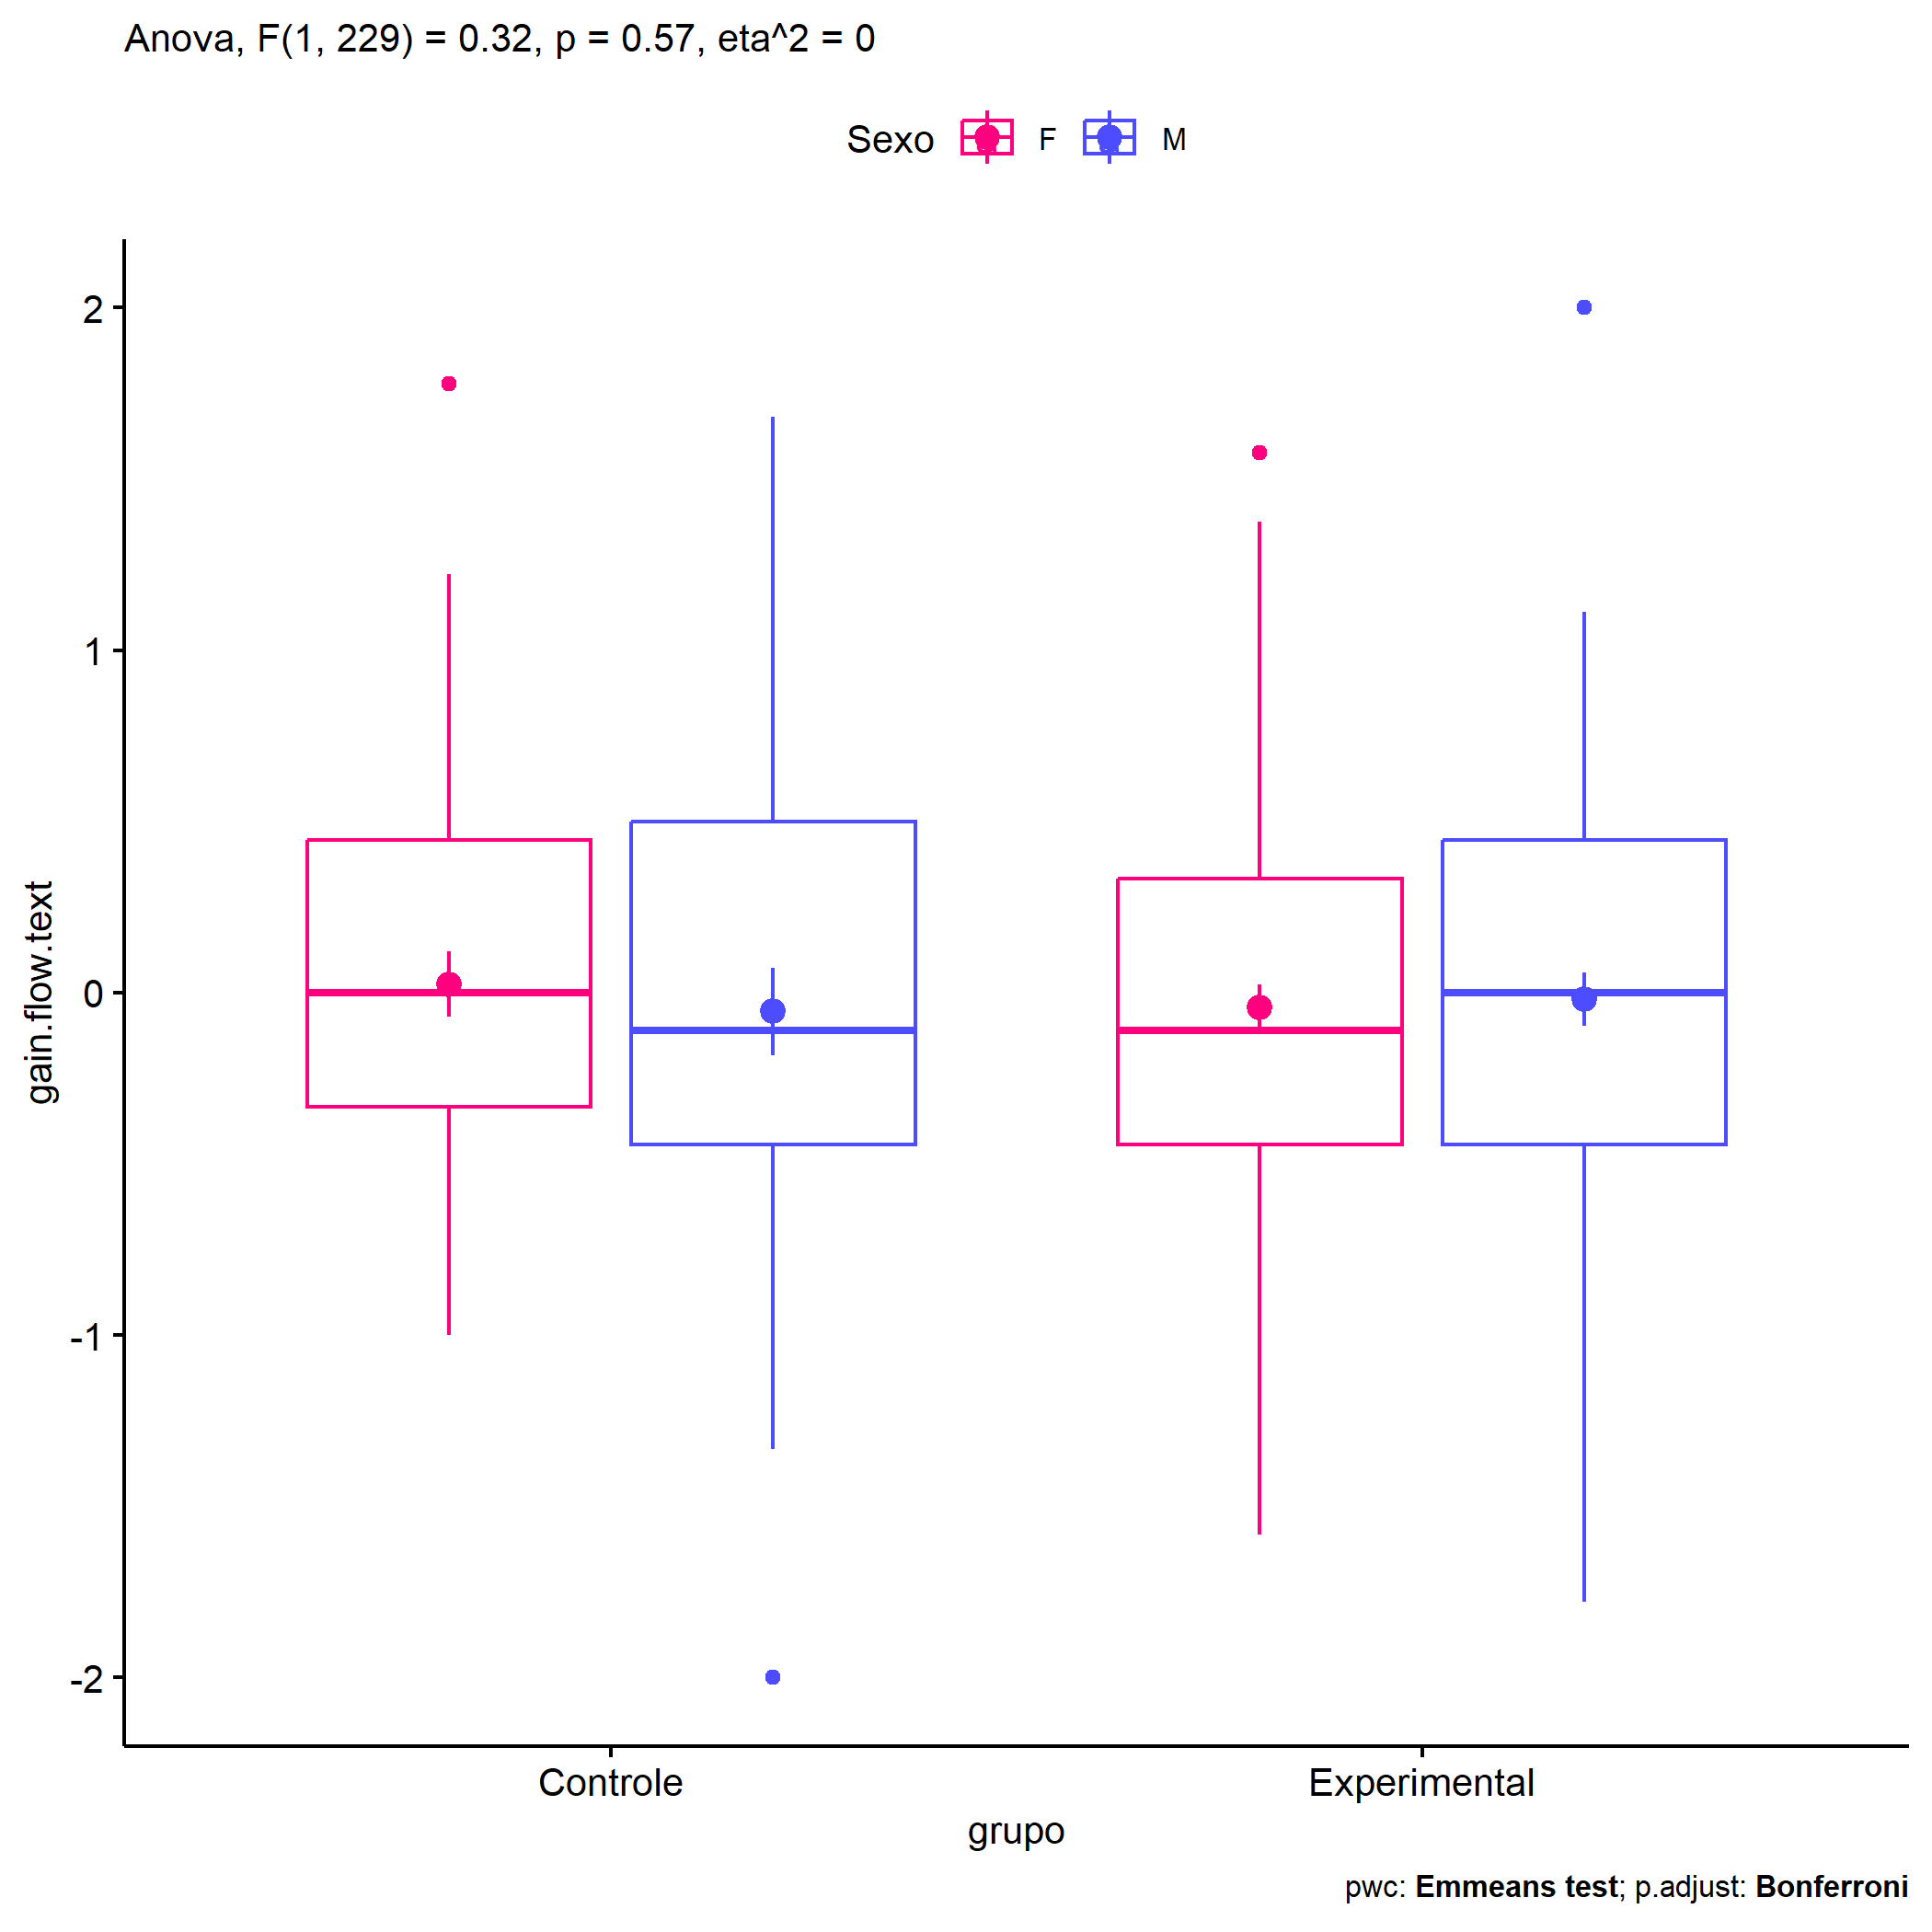 Anova, F(1, 229) = 0.32, p = 0.57, eta^2 = 0
Sexo F M
gain.flow.text
2
1
0
-1
-2
Controle Experimental
grupo
pwc: Emmeans test; p.adjust: Bonferroni